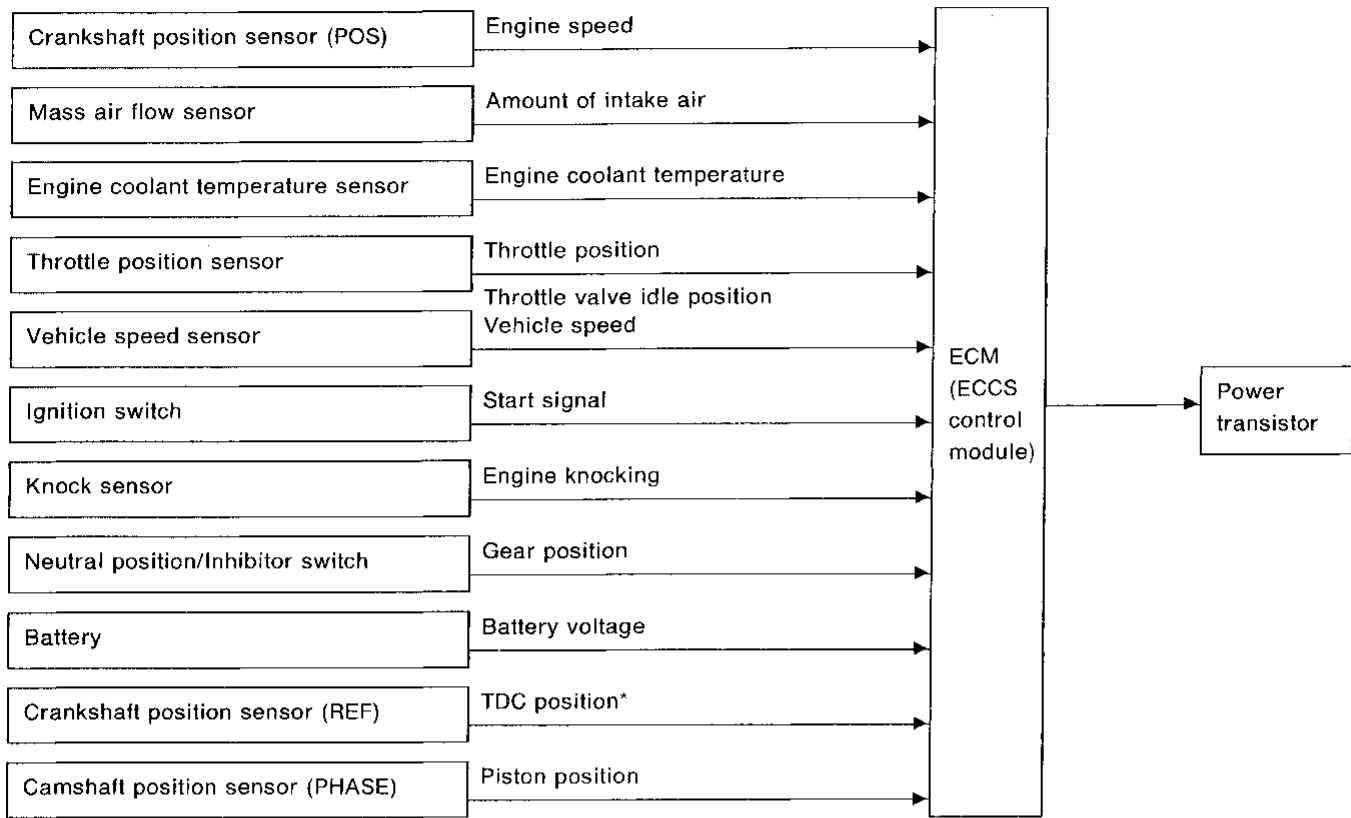 Crankshaft position sensor (POS)
Engine speed
Mass air flow sensor
Amount of intake air
Engine coolant temperature sensor
Engine coolant temperature
Throttle position sensor
Throttle position
Throttle valve idle position
Vehicle speed sensor
Vehicle speed
Ignition switch
Start signal
Knock sensor
Engine knocking
Neutral position/Inhibitor switch
Gear position
Battery
Battery voltage
Crankshaft position sensor (REF)
TDC position*
Camshaft position sensor (PHASE)
Piston position
ECM
(ECCS
control
module)
Power
transistor